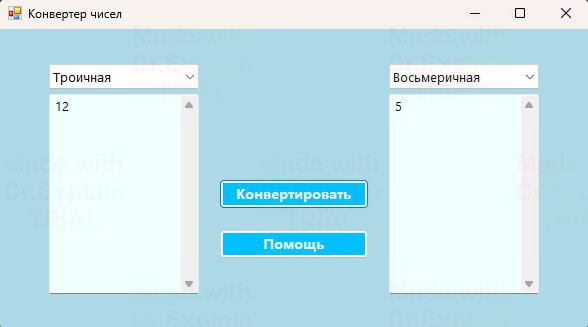 Конвертер чисел
Made with
Dr.Explain
TRIAL
Троичная
Восьмеричная
12
5
Конвертировать
Помощь